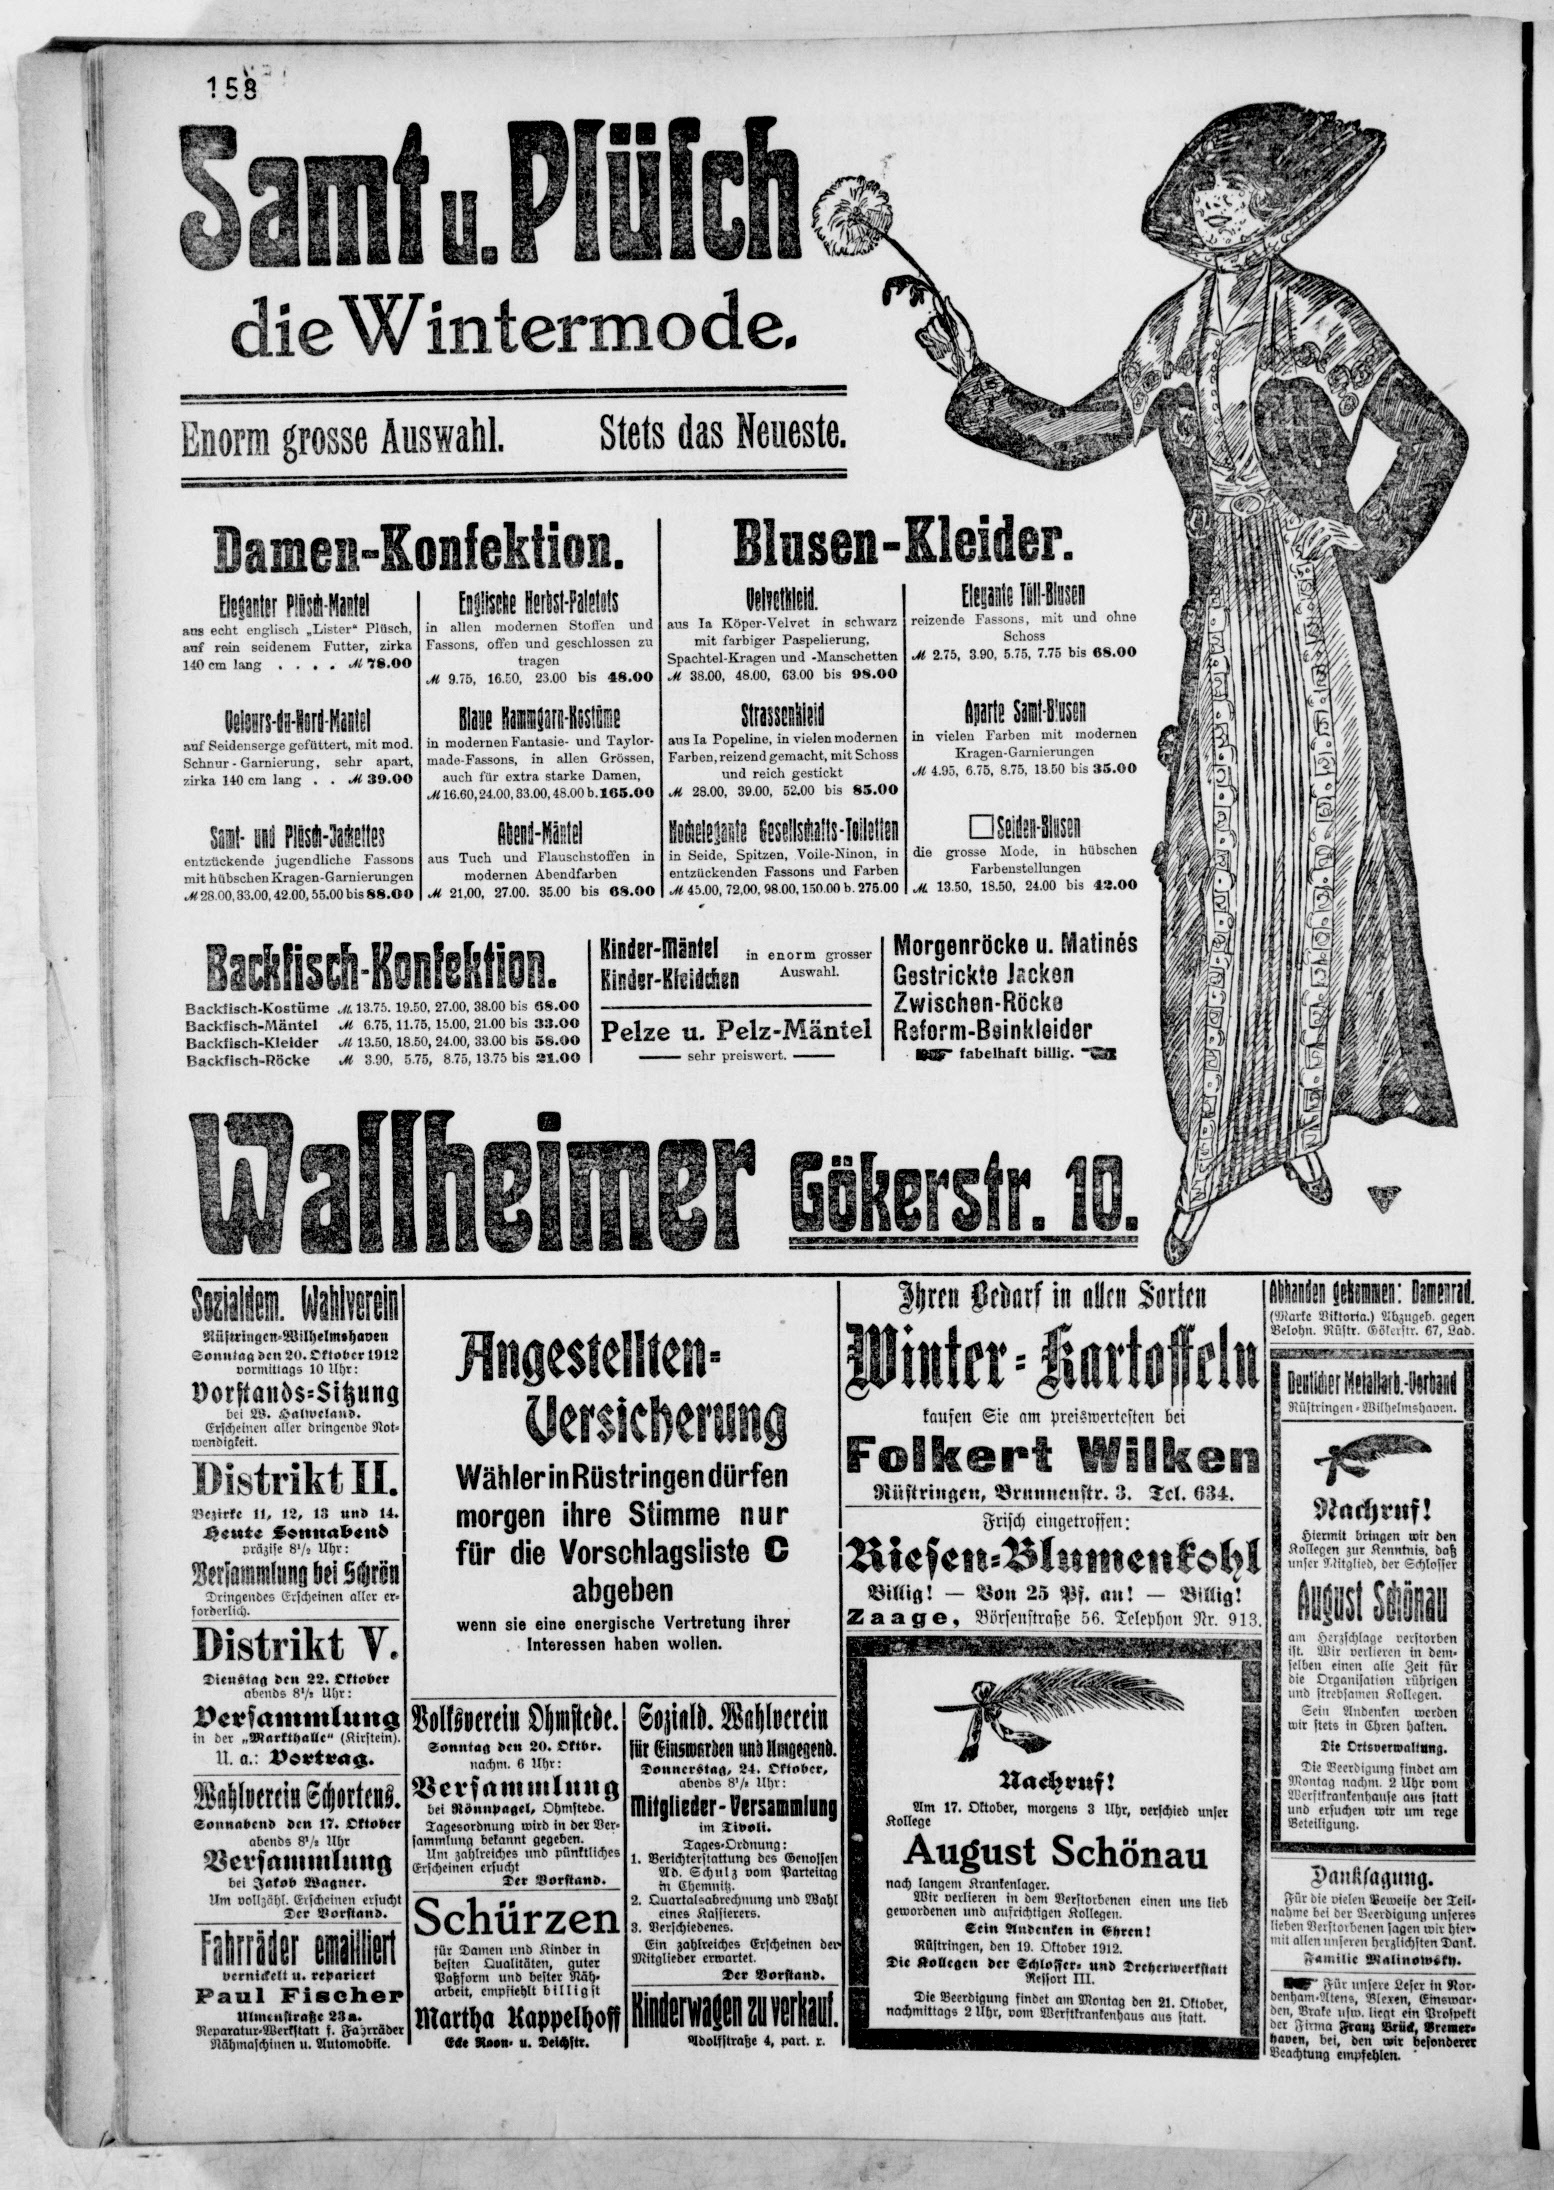 158
Samt u. Plüsch
die Wintermode.
Enorm grosse Auswahl. Stets das Neueste.
Damen-Konfektion.
Eleganter Plüsch-Mantel
aus echt englisch „Lister“ Plüsch,
auf rein seidenem Futter, zirka
140 cm lang . . . . ℳ 78.00
Velours-du-Nord-Mantel
auf Seidenserge gefüttert, mit mod.
Schnur-Garnierung, sehr apart,
zirka 140 cm lang . . ℳ 39.00
Samt- und Plüsch-Jackettes
entzückende jugendliche Fassons
mit hübschen Kragen-Garnierungen
ℳ 28.00, 33.00, 42.00, 55.00 bis 88.00
Englische Herbst-Paletots
in allen modernen Stoffen und
Fassons, offen und geschlossen zu
tragen
ℳ 9.75, 16.50, 23.00 bis 48.00
Blaue Kammgarn-Kostüme
in modernen Fantasie- und Taylor-
made-Fassons, in allen Grössen,
auch für extra starke Damen,
ℳ 16.60, 24.00, 33.00, 48.00 b. 165.00
Abend-Mäntel
aus Tuch und Flauschstoffen in
modernen Abendfarben
ℳ 21,00, 27.00. 35.00 bis 68.00
Blusen-Kleider.
Velvetkleid.
aus Ia Köper-Velvet in schwarz
mit farbiger Paspelierung,
Spachtel-Kragen und -Manschetten
ℳ 38.00, 48.00, 63.00 bis 98.00
Strassenkleid
aus Ia Popeline, in vielen modernen
Farben, reizend gemacht, mit Schoss
und reich gestickt
ℳ 28.00, 39.00, 52.00 bis 85.00
Hochelegante Gesellschafts-Toiletten
in Seide, Spitzen, Voile-Ninon, in
entzückenden Fassons und Farben
ℳ 45.00, 72,00, 98.00, 150.00 b. 275.00
Elegante Tüll-Blusen
reizende Fassons, mit und ohne
Schoss
ℳ 2.75, 3.90, 5.75, 7.75 bis 68.00
Aparte Samt-Blusen
in vielen Farben mit modernen
Kragen-Garnierungen
ℳ 4.95, 6.75, 8.75, 13.50 bis 35.00
Seiden-Blusen
die grosse Mode, in hübschen
Farbenstellungen
ℳ 13.50, 18.50, 24.00 bis 42.00
Backfisch-Konfektion.
Backfisch-Kostüme ℳ 13.75. 19.50, 27.00, 38.00 bis 68.00
Backfisch-Mäntel ℳ 6.75, 11.75, 15.00, 21.00 bis 33.00
Backfisch-Kleider ℳ 13.50, 18.50, 24.00, 33.00 bis 58.00
Backfisch-Röcke ℳ 3.90, 5.75, 8.75, 13.75 bis 21.00
Kinder-Mäntel
Kinder-Kleidchen
in enorm grosser
Auswahl.
Pelze u. Pelz-Mäntel
sehr preiswert.
Morgenröcke u. Matinés
Gestrickte Jacken
Zwischen-Röcke
Reform-Beinkleider
fabelhaft billig.
Wallheimer Gökerstr. 10.
Sozialdem. Wahlverein
Rüstringen-Wilhelmshaven
Sonntag den 20. Oktober 1912
vormittags 10 Uhr:
Vorstands-Sitzung
bei W. Halweland.
Erscheinen aller dringende Not-
wendigkeit.
Distrikt II.
Bezirke 11, 12, 13 und 14.
Heute Sonnabend
präzise 8½ Uhr:
Versammlung bei Schrön
Dringendes Erscheinen aller er-
forderlich.
Distrikt V.
Dienstag den 22. Oktober
abends 8½ Uhr:
Versammlung
in der „Markthalle“ (Kirstein).
U. a.: Vortrag.
Wahlverein Schortens.
Sonnabend den 17. Oktober
abends 8½ Uhr
Versammlung
bei Jakob Wagner.
Um vollzähl. Erscheinen ersucht
Der Vorstand.
Fahrräder emailliert
vernickelt u. repariert
Paul Fischer
Ulmenstraße 23a.
Reparatur-Werkstatt f. Fahrräder
Nähmaschinen u. Automobile.
Angestellten-
Versicherung
Wähler in Rüstringen dürfen
morgen ihre Stimme nur
für die Vorschlagsliste C
abgeben
wenn sie eine energische Vertretung ihrer
Interessen haben wollen.
Volksverein Ohmstede.
Sonntag den 20. Oktbr.
nachm. 6 Uhr:
Versammlung
bei Rönnpagel, Ohmstede.
Tagesordnung wird in der Ver-
sammlung bekannt gegeben.
Um zahlreiches und pünktliches
Erscheinen ersucht
Der Vorstand.
Schürzen
für Damen und Kinder in
besten Qualitäten, guter
Paßform und bester Näh-
arbeit, empfiehlt billigst
Martha Kappelhoff
Ecke Roon- u. Deichstr.
Soziald. Wahlverein
für Einswarden und Umgegend.
Donnerstag, 24. Oktober,
abends 8½ Uhr:
Mitglieder-Versammlung
im Tivoli.
Tages-Ordnung:
1. Berichterstattung des Genossen
Ad. Schulz vom Parteitag
in Chemnitz.
2. Quartalsabrechnung und Wahl
eines Kassierers.
3. Verschiedenes.
Ein zahlreiches Erscheinen der
Mitglieder erwartet.
Der Vorstand.
Kinderwagen zu verkauf.
Adolfstraße 4, part. r.
Ihren Bedarf in allen Sorten
Winter-Kartoffeln
kaufen Sie am preiswertesten bei
Folkert Wilken
Rüstringen, Brunnenstr. 3. Tel. 634.
Frisch eingetroffen:
Riesen-Blumenkohl
Billig! — Von 25 Pf. an! — Billig!
Zaage, Börsenstraße 56. Telephon Nr. 913.
Nachruf!
Am 17. Oktober, morgens 3 Uhr, verschied unser
Kollege
August Schönau
nach langem Krankenlager.
Wir verlieren in dem Verstorbenen einen uns lieb
gewordenen und aufrichtigen Kollegen.
Sein Andenken in Ehren!
Rüstringen, den 19. Oktober 1912.
Die Kollegen der Schlosser- und Dreherwerkstatt
Ressort III.
Die Beerdigung findet am Montag den 21. Oktober,
nachmittags 2 Uhr, vom Werftkrankenhaus aus statt.
Abhanden gekommen: Damenrad.
(Marke Viktoria.) Abzugeb. gegen
Belohn. Rüstr. Gökerstr. 67, Lad.
Deutscher Metallarb.-Verband
Rüstringen-Wilhelmshaven.
Nachruf!
Hiermit bringen wir den
Kollegen zur Kenntnis, daß
unser Mitglied, der Schlosser
August Schönau
am Herzschlage verstorben
ist. Wir verlieren in dem-
selben einen alle Zeit für
die Organisation rührigen
und strebsamen Kollegen.
Sein Andenken werden
wir stets in Ehren halten.
Die Ortsverwaltung.
Die Beerdigung findet am
Montag nachm. 2 Uhr vom
Werftkrankenhause aus statt
und ersuchen wir um rege
Beteiligung.
Danksagung.
Für die vielen Beweise der Teil-
nahme bei der Beerdigung unseres
lieben Verstorbenen sagen wir hier-
mit allen unseren herzlichsten Dank.
Familie Malinowsky.
Für unsere Leser in Nor-
denham-Atens, Blexen, Einswar-
den, Brake usw. liegt ein Prospekt
der Firma Franz Brück, Bremer-
haven, bei, den wir besonderer
Beachtung empfehlen.